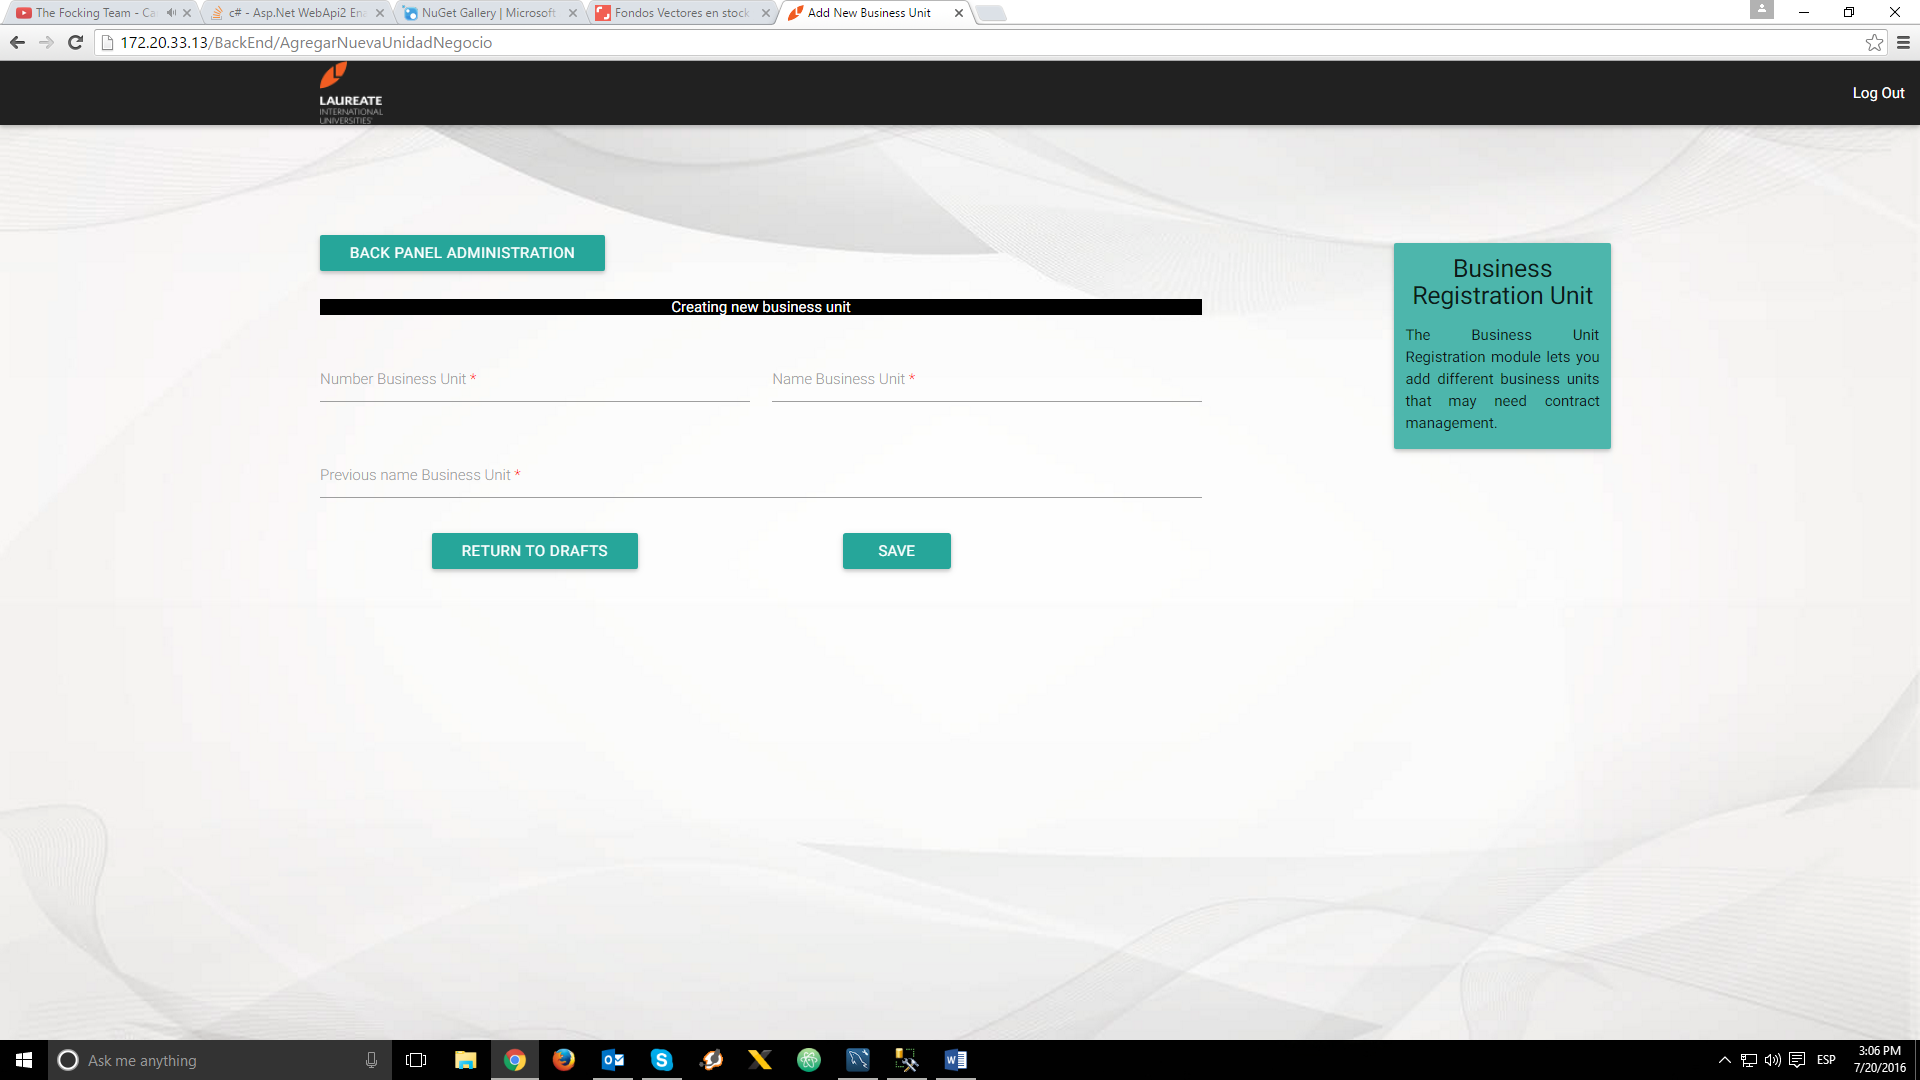 The Focking Team - Ca
c# - Asp.Net WebApi2 Ena
NuGet Gallery | Microsoft
Fondos Vectores en stock
Add New Business Unit
172.20.33.13/BackEnd/AgregarNuevaUnidadNegocio
LAUREATE
INTERNATIONAL
UNIVERSITIES
Log Out
BACK PANEL ADMINISTRATION
Creating new business unit
Number Business Unit *
Name Business Unit *
Previous name Business Unit *
RETURN TO DRAFTS
SAVE
Business
Registration Unit
The Business Unit
Registration module lets you
add different business units
that may need contract
management.
Ask me anything
ESP
3:06 PM
7/20/2016